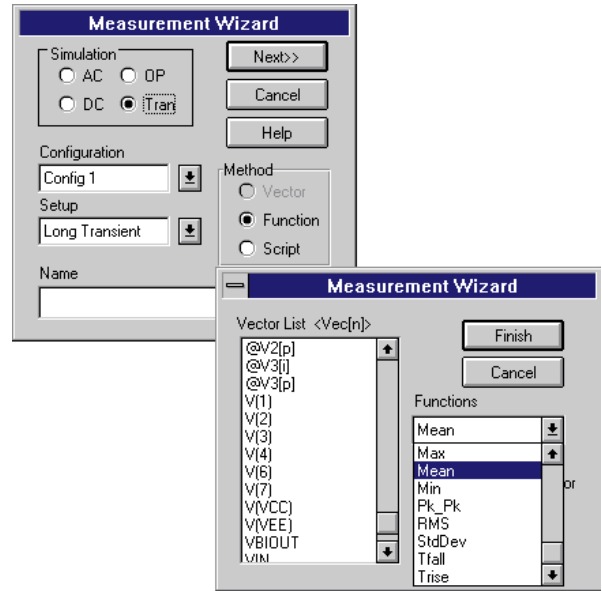 Measurement Wizard
Simulation
AC OP
DC Tran
Next>>
Cancel
Help
Configuration
Config 1
Setup
Long Transient
Method
Vector
Function
Script
Name
Measurement Wizard
Vector List <Vec[n]>
@V2[p]
@V3[i]
@V3[p]
V(1)
V(2)
V(3)
V(4)
V(6)
V(7)
V(VCC)
V(VEE)
VBIOUT
VIN
Finish
Cancel
Functions
Mean
Max
Mean
Min
Pk_Pk
RMS
StdDev
Tfall
Trise
or